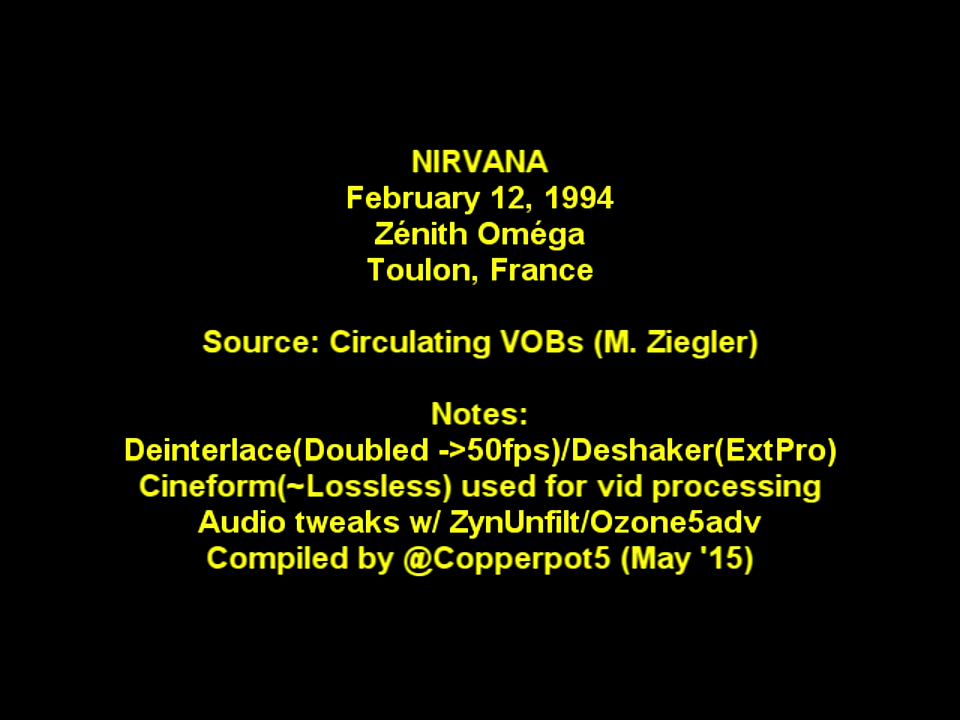 NIRVANA
February 12, 1994
Zénith Oméga
Toulon, France
Source: Circulating VOBs (M. Ziegler)
Notes:
Deinterlace(Doubled ->50fps)/Deshaker(ExtPro)
Cineform(~Lossless) used for vid processing
Audio tweaks w/ ZynUnfilt/Ozone5adv
Compiled by @Copperpot5 (May '15)